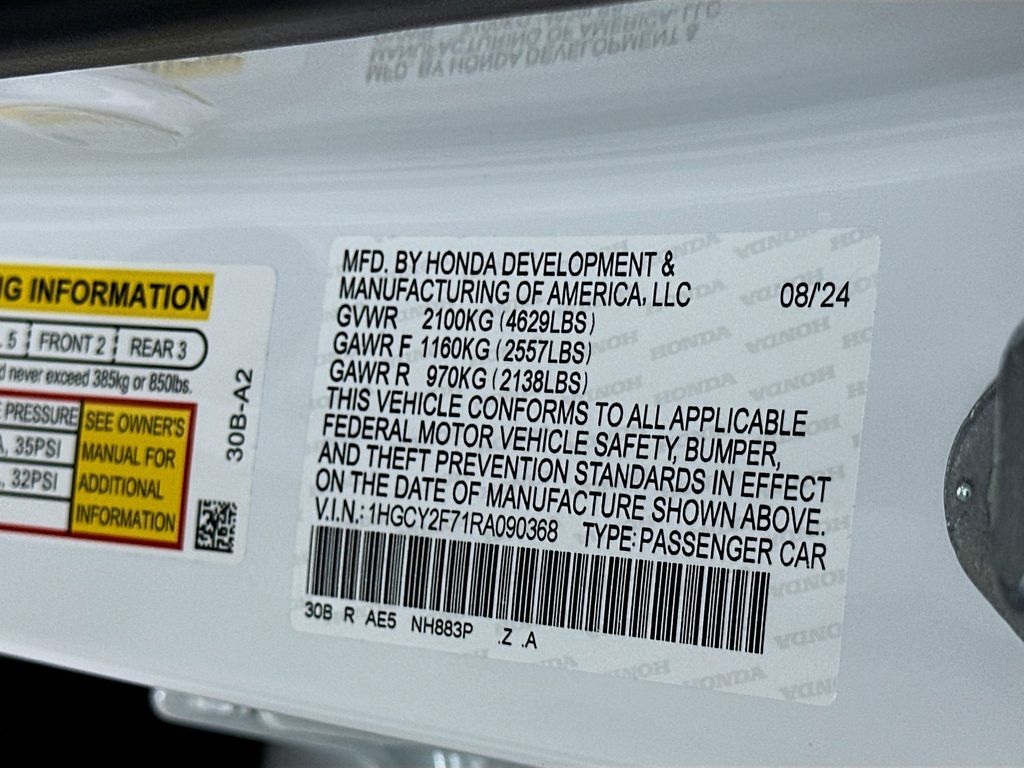 NG INFORMATION
5 FRONT 2 REAR 3
never exceed 385kg or 850lbs.
PRESSURE
35PSI
32PSI
SEE OWNER'S
MANUAL FOR
ADDITIONAL
INFORMATION
30B-A2
MFD. BY HONDA DEVELOPMENT &
MANUFACTURING OF AMERICA, LLC 08/'24
GVWR 2100KG (4629LBS)
GAWR F 1160KG (2557LBS)
GAWR R 970KG (2138LBS)
THIS VEHICLE CONFORMS TO ALL APPLICABLE
FEDERAL MOTOR VEHICLE SAFETY, BUMPER,
AND THEFT PREVENTION STANDARDS IN EFFECT
ON THE DATE OF MANUFACTURE SHOWN ABOVE.
V.I.N.: 1HGCY2F71RA090368 TYPE: PASSENGER CAR
30B R AE5 NH883P .Z .A